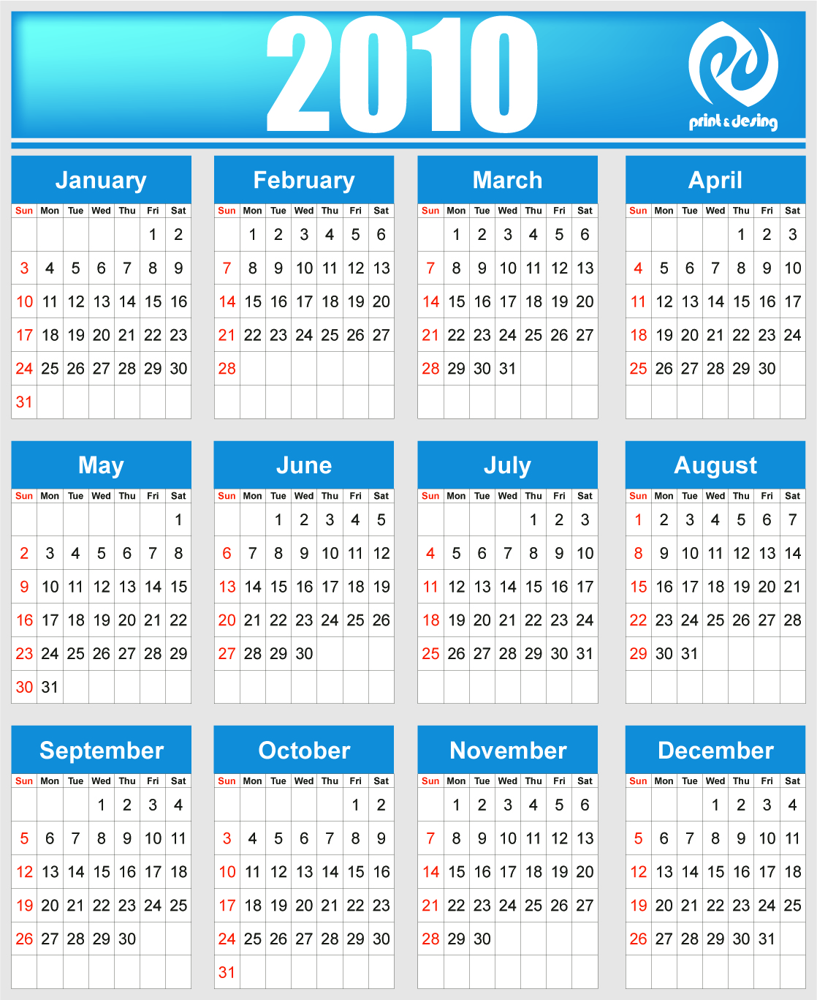 2010
print & desing
January February March April
Sun Mon Tue Wed Thu Fri Sat Sun Mon Tue Wed Thu Fri Sat Sun Mon Tue Wed Thu Fri Sat Sun Mon Tue Wed Thu Fri Sat
1 2 1 2 3 4 5 6 1 2 3 4 5 6 1 2 3
3 4 5 6 7 8 9 7 8 9 10 11 12 13 7 8 9 10 11 12 13 4 5 6 7 8 9 10
10 11 12 13 14 15 16 14 15 16 17 18 19 20 14 15 16 17 18 19 20 11 12 13 14 15 16 17
17 18 19 20 21 22 23 21 22 23 24 25 26 27 21 22 23 24 25 26 27 18 19 20 21 22 23 24
24 25 26 27 28 29 30 28 28 29 30 31 25 26 27 28 29 30
31
May June July August
Sun Mon Tue Wed Thu Fri Sat Sun Mon Tue Wed Thu Fri Sat Sun Mon Tue Wed Thu Fri Sat Sun Mon Tue Wed Thu Fri Sat
1 1 2 3 4 5 1 2 3 1 2 3 4 5 6 7
2 3 4 5 6 7 8 6 7 8 9 10 11 12 4 5 6 7 8 9 10 8 9 10 11 12 13 14
9 10 11 12 13 14 15 13 14 15 16 17 18 19 11 12 13 14 15 16 17 15 16 17 18 19 20 21
16 17 18 19 20 21 22 20 21 22 23 24 25 26 18 19 20 21 22 23 24 22 23 24 25 26 27 28
23 24 25 26 27 28 29 27 28 29 30 25 26 27 28 29 30 31 29 30 31
30 31
September October November December
Sun Mon Tue Wed Thu Fri Sat Sun Mon Tue Wed Thu Fri Sat Sun Mon Tue Wed Thu Fri Sat Sun Mon Tue Wed Thu Fri Sat
1 2 3 4 1 2 1 2 3 4 5 6 1 2 3 4
5 6 7 8 9 10 11 3 4 5 6 7 8 9 7 8 9 10 11 12 13 5 6 7 8 9 10 11
12 13 14 15 16 17 18 10 11 12 13 14 15 16 14 15 16 17 18 19 20 12 13 14 15 16 17 18
19 20 21 22 23 24 25 17 18 19 20 21 22 23 21 22 23 24 25 26 27 19 20 21 22 23 24 25
26 27 28 29 30 24 25 26 27 28 29 30 28 29 30 26 27 28 29 30 31
31